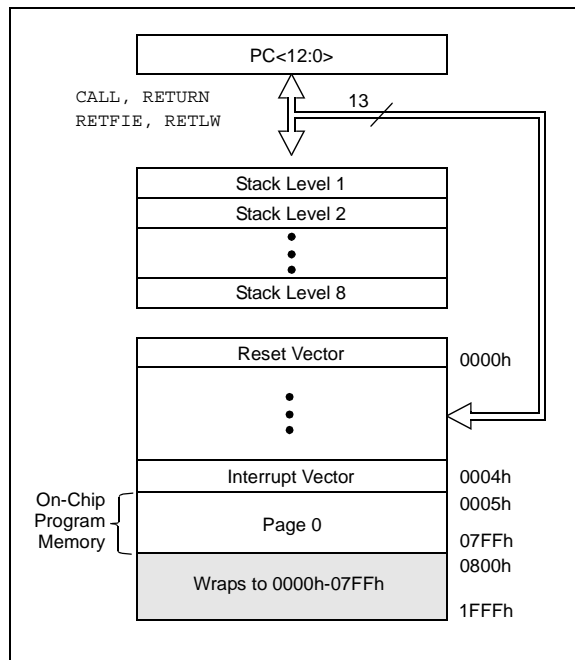 PC<12:0>
CALL, RETURN
RETFIE, RETLW
13
Stack Level 1
Stack Level 2
Stack Level 8
Reset Vector
0000h
Interrupt Vector
0004h
On-Chip
Program
Memory
Page 0
0005h
07FFh
Wraps to 0000h-07FFh
0800h
1FFFh